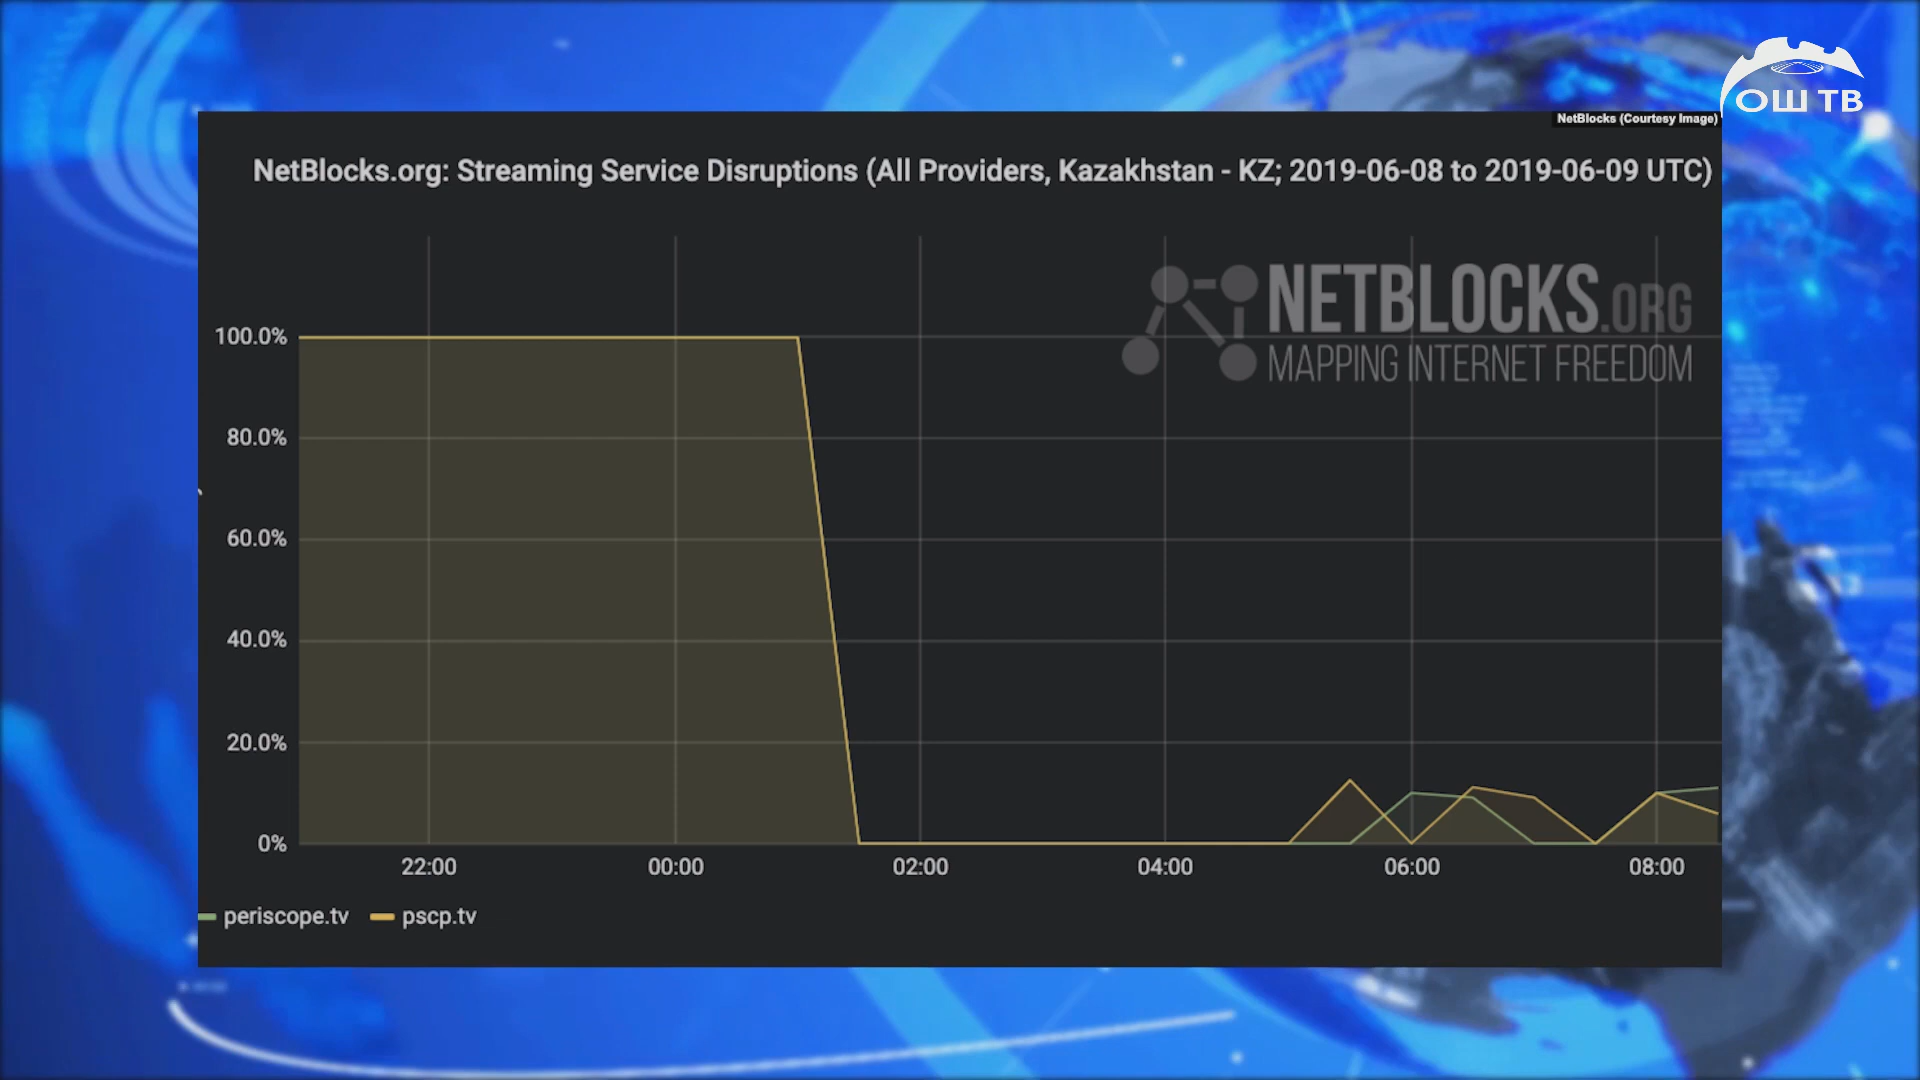 ОШ ТВ
NetBlocks (Courtesy Image)
NetBlocks.org: Streaming Service Disruptions (All Providers, Kazakhstan - KZ; 2019-06-08 to 2019-06-09 UTC)
NETBLOCKS.ORG
MAPPING INTERNET FREEDOM
100.0%
80.0%
60.0%
40.0%
20.0%
0%
22:00 00:00 02:00 04:00 06:00 08:00
periscope.tv pscp.tv